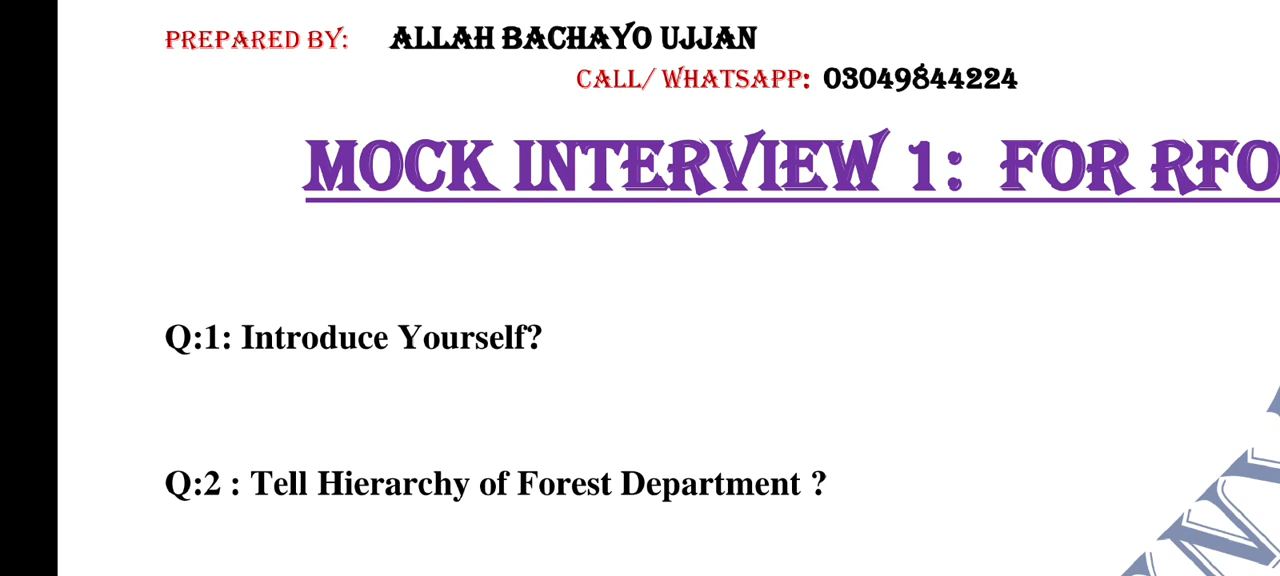 PREPARED BY: ALLAH BACHAYO UJJAN
CALL/ WHATSAPP: 03049844224
MOCK INTERVIEW 1: FOR RFO
Q:1: Introduce Yourself?
Q:2 : Tell Hierarchy of Forest Department ?